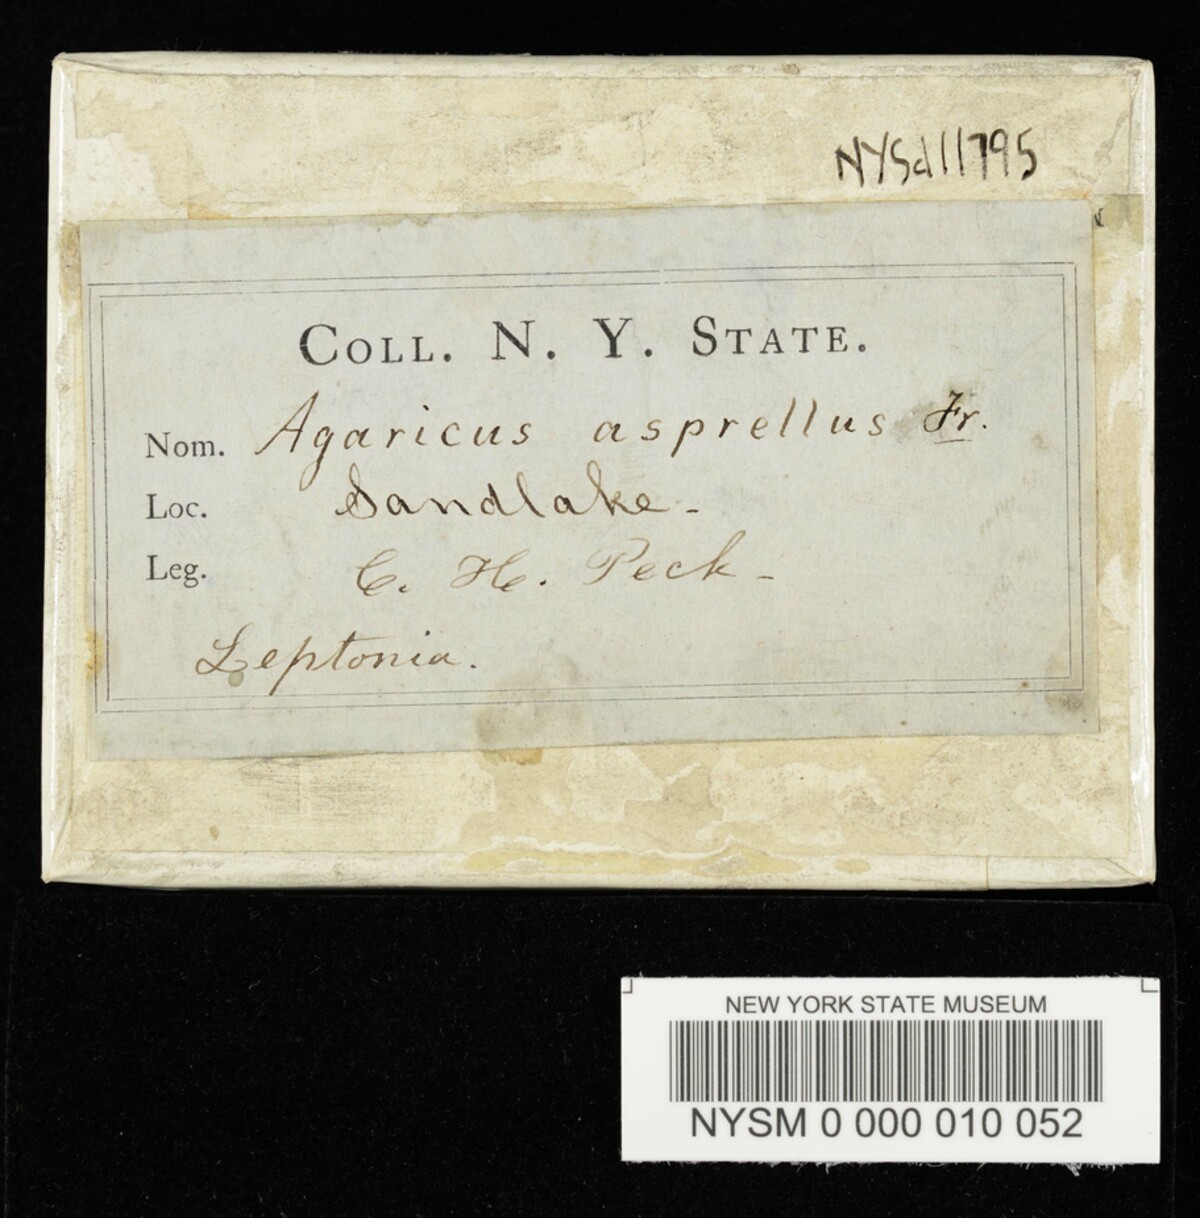 NYSd11795
COLL. N. Y. STATE.
Nom. Agaricus asprellus Fr.
Loc. Sandlake -
Leg. C. H. Peck -
Leptonia.
NEW YORK STATE MUSEUM
NYSM 0 000 010 052